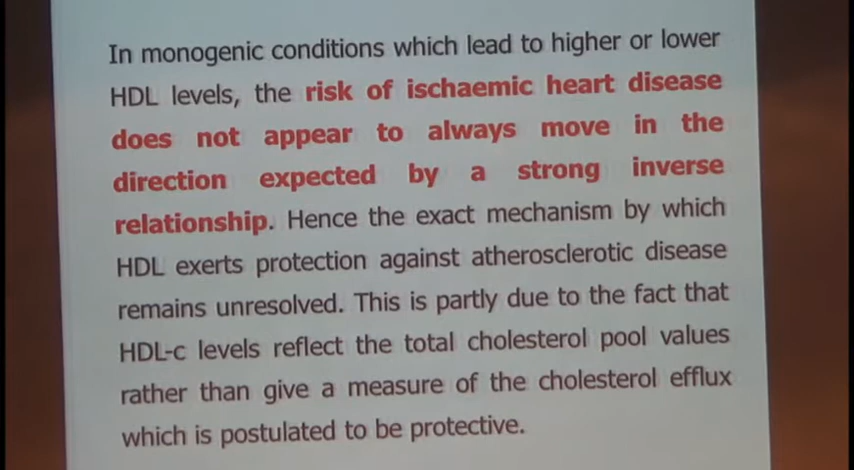 In monogenic conditions which lead to higher or lower
HDL levels, the risk of ischaemic heart disease
does not appear to always move in the
direction expected by a strong inverse
relationship. Hence the exact mechanism by which
HDL exerts protection against atherosclerotic disease
remains unresolved. This is partly due to the fact that
HDL-c levels reflect the total cholesterol pool values
rather than give a measure of the cholesterol efflux
which is postulated to be protective.